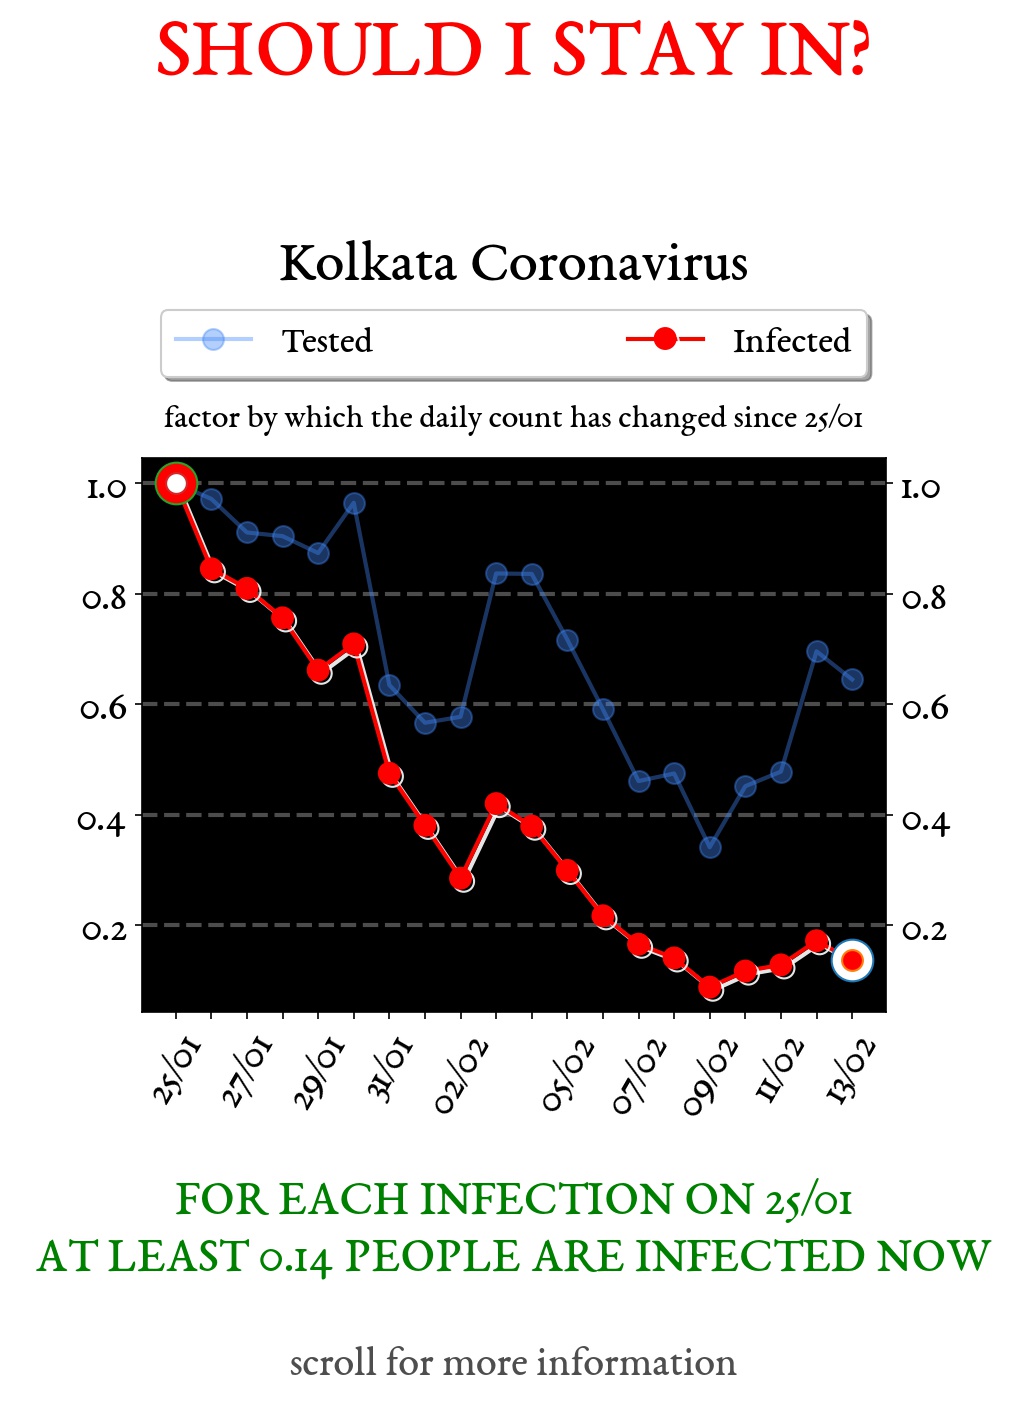 SHOULD I STAY IN?
Kolkata Coronavirus
Tested Infected
factor by which the daily count has changed since 25/01
1.0 1.0
0.8 0.8
0.6 0.6
0.4 0.4
0.2 0.2
25/01 27/01 29/01 31/01 02/02 05/02 07/02 09/02 11/02 13/02
FOR EACH INFECTION ON 25/01
AT LEAST 0.14 PEOPLE ARE INFECTED NOW
scroll for more information